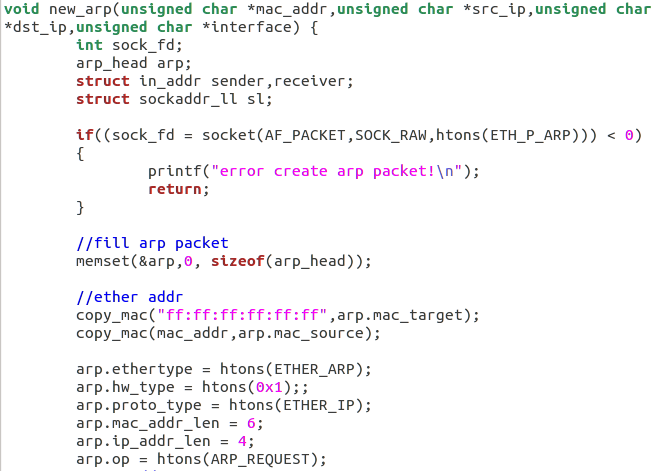 void new_arp(unsigned char *mac_addr,unsigned char *src_ip,unsigned char
*dst_ip,unsigned char *interface) {
        int sock_fd;
        arp_head arp;
        struct in_addr sender,receiver;
        struct sockaddr_ll sl;

        if((sock_fd = socket(AF_PACKET,SOCK_RAW,htons(ETH_P_ARP))) < 0)
        {
                printf("error create arp packet!\n");
                return;
        }

        //fill arp packet
        memset(&arp,0, sizeof(arp_head));

        //ether addr
        copy_mac("ff:ff:ff:ff:ff:ff",arp.mac_target);
        copy_mac(mac_addr,arp.mac_source);

        arp.ethertype = htons(ETHER_ARP);
        arp.hw_type = htons(0x1);;
        arp.proto_type = htons(ETHER_IP);
        arp.mac_addr_len = 6;
        arp.ip_addr_len = 4;
        arp.op = htons(ARP_REQUEST);